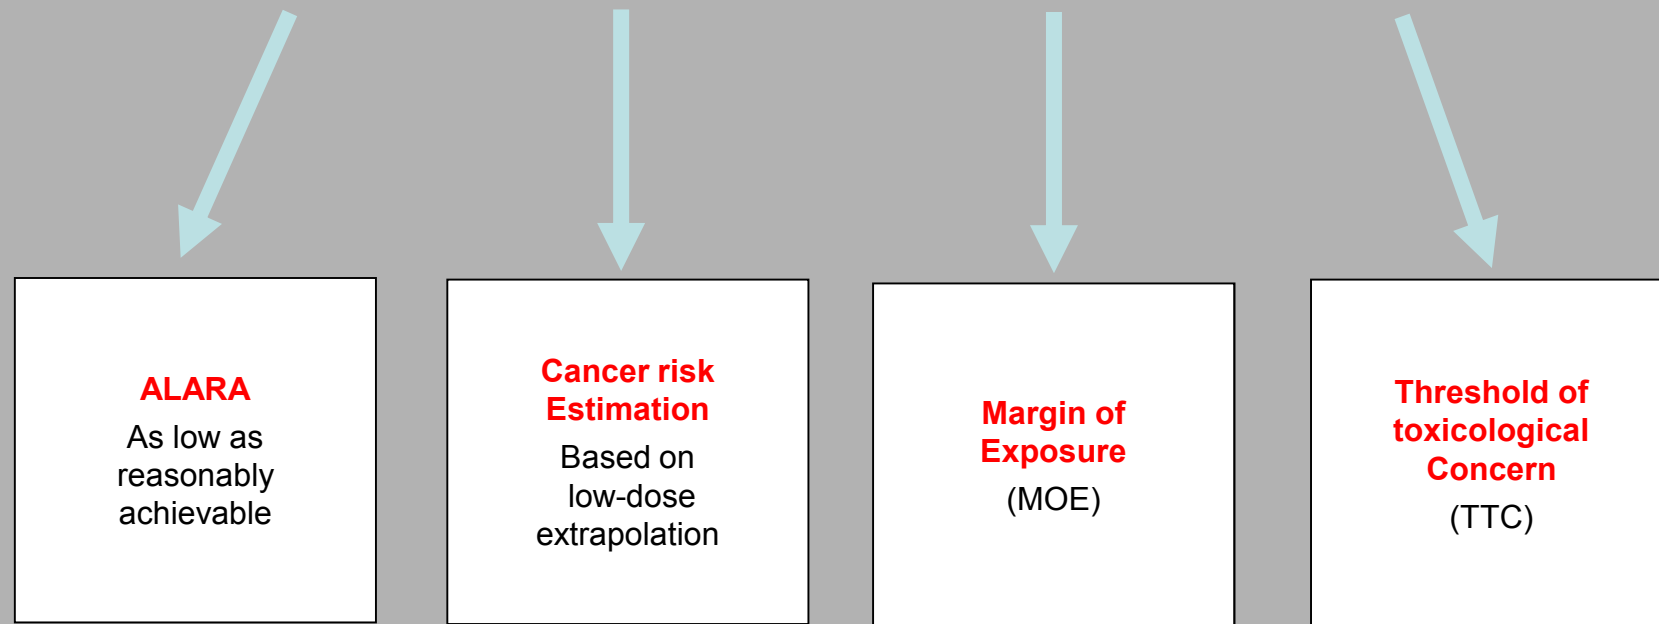 ALARA
As low as
reasonably
achievable
Cancer risk
Estimation
Based on
low-dose
extrapolation
Margin of
Exposure
(MOE)
Threshold of
toxicological
Concern
(TTC)